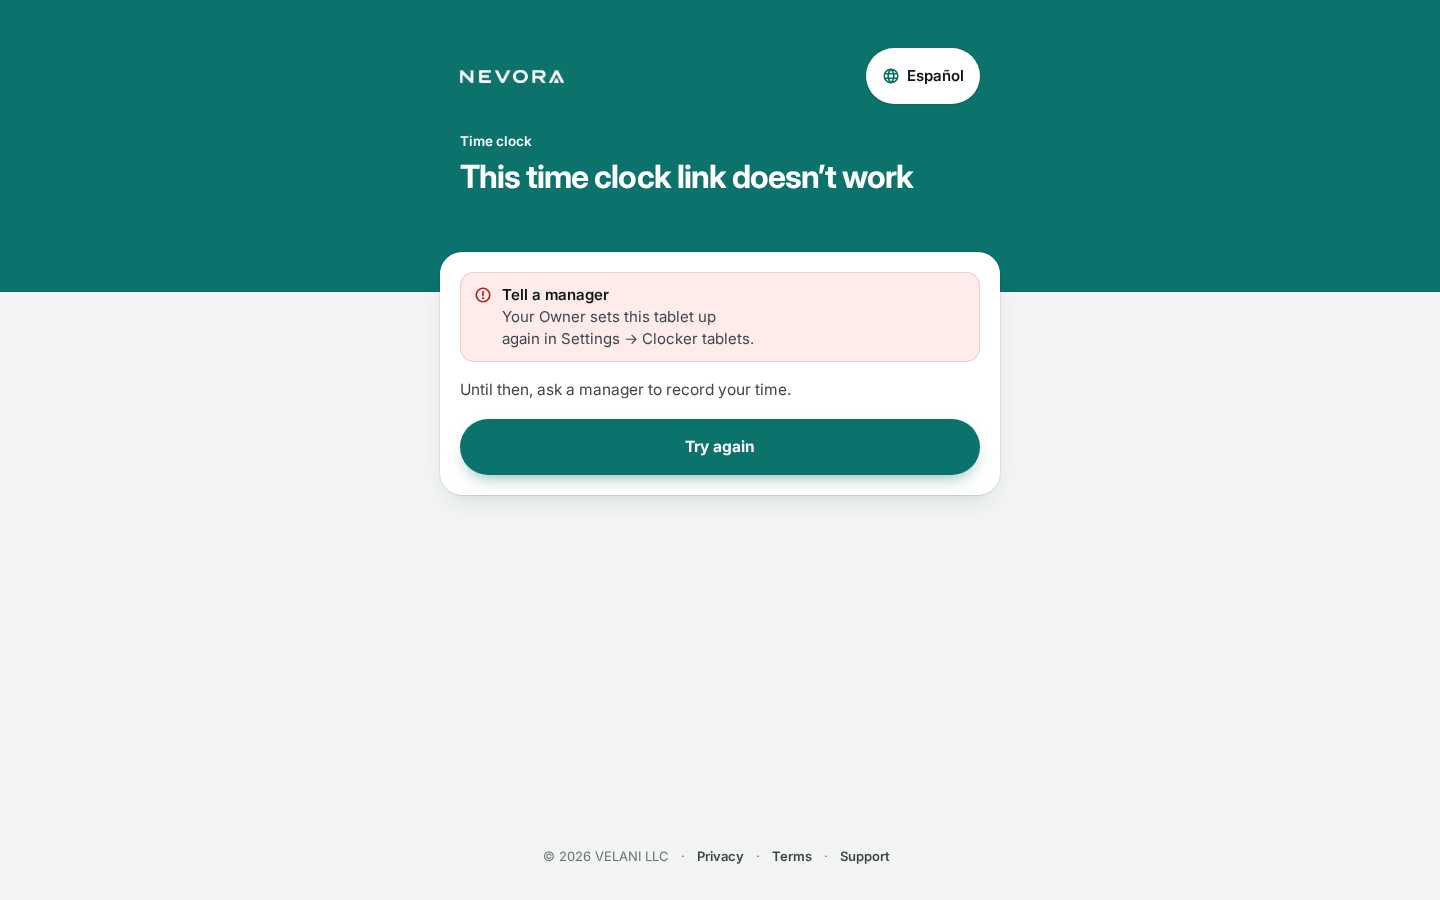 NEVORA
Español
Time clock
This time clock link doesn’t work
Tell a manager
Your Owner sets this tablet up
again in Settings → Clocker tablets.
Until then, ask a manager to record your time.
Try again
© 2026 VELANI LLC · Privacy · Terms · Support